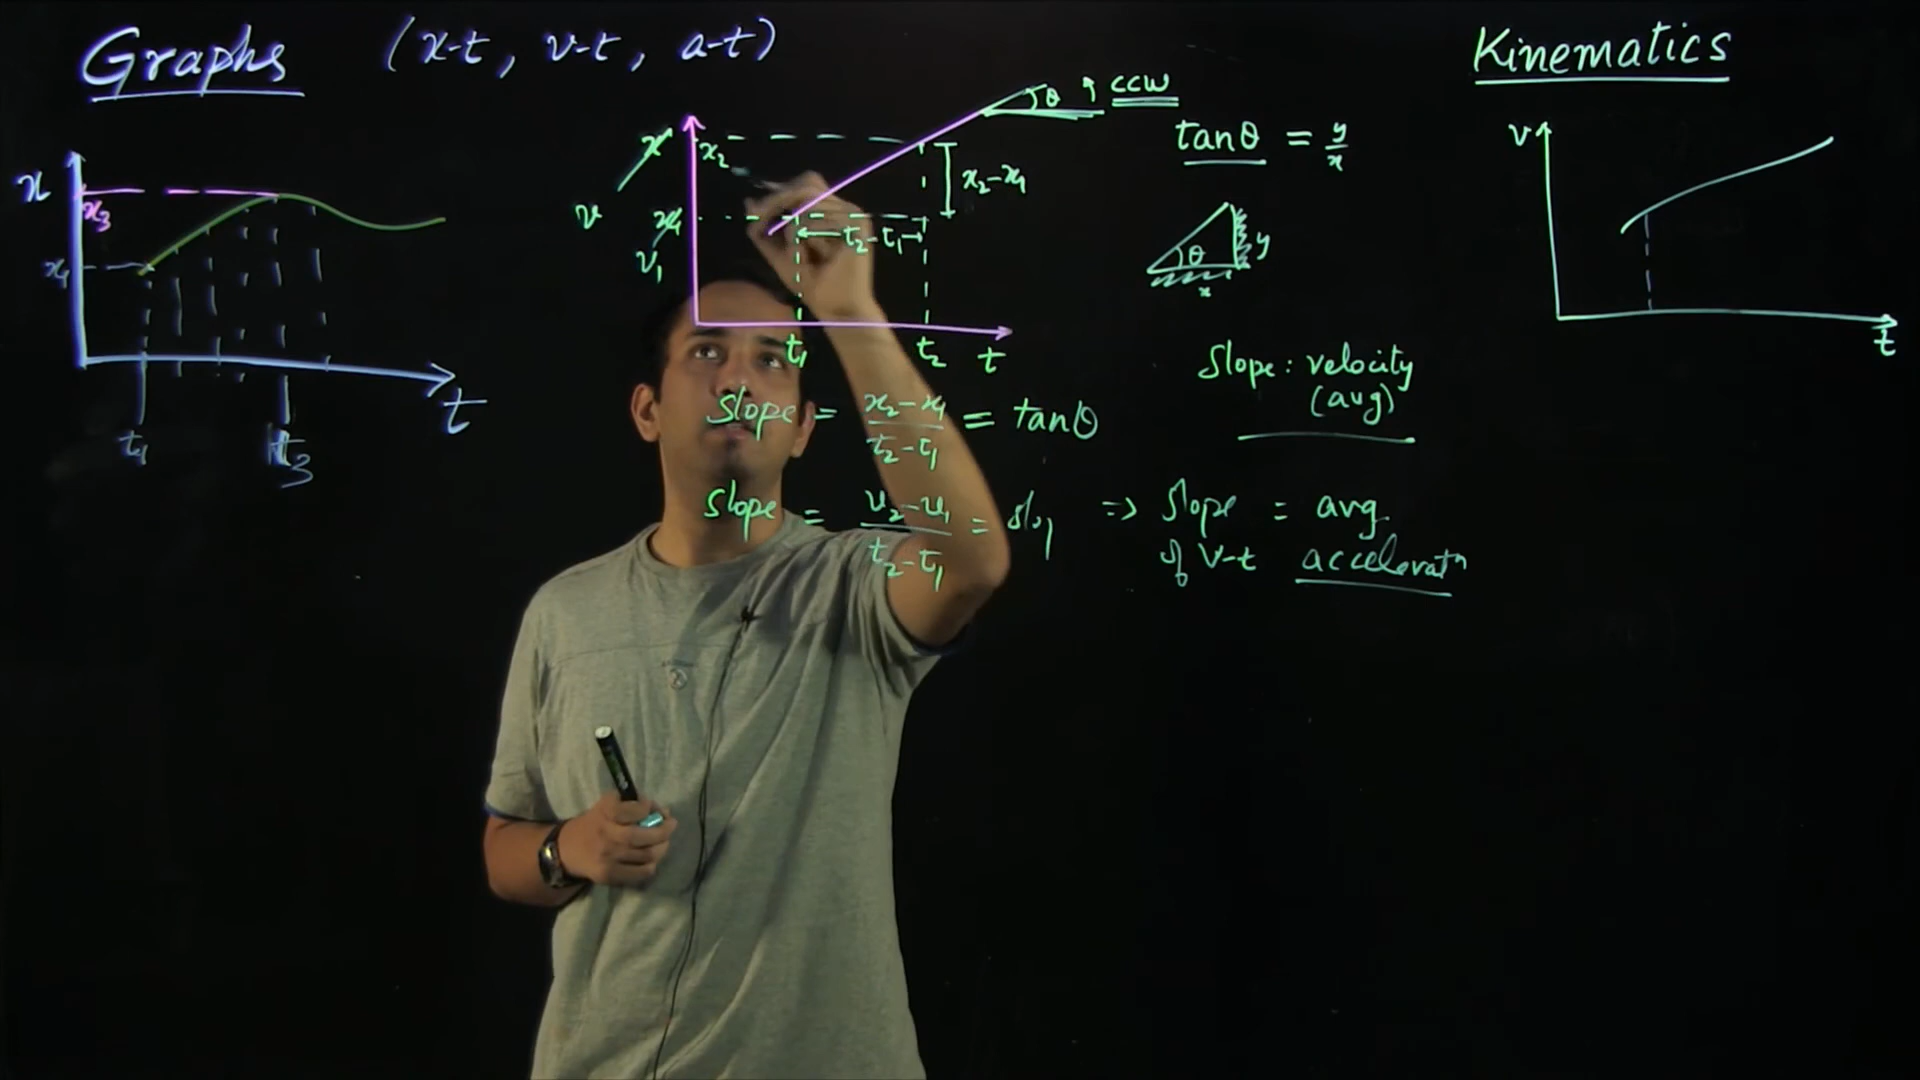 Graphs (x-t, v-t, a-t)
Kinematics
x
x3
x1
t1
t3
t
x
v
x2
x1
v1
t2-t1
x2-x1
θ CCW
t1
t2
t
tanθ = y/x
θ
y
x
Slope : velocity
(avg)
v
t
Slope = x2-x1 / t2-t1 = tanθ
Slope = v2-v1 / t2-t1 = slop => Slope = avg
of v-t acceleratn